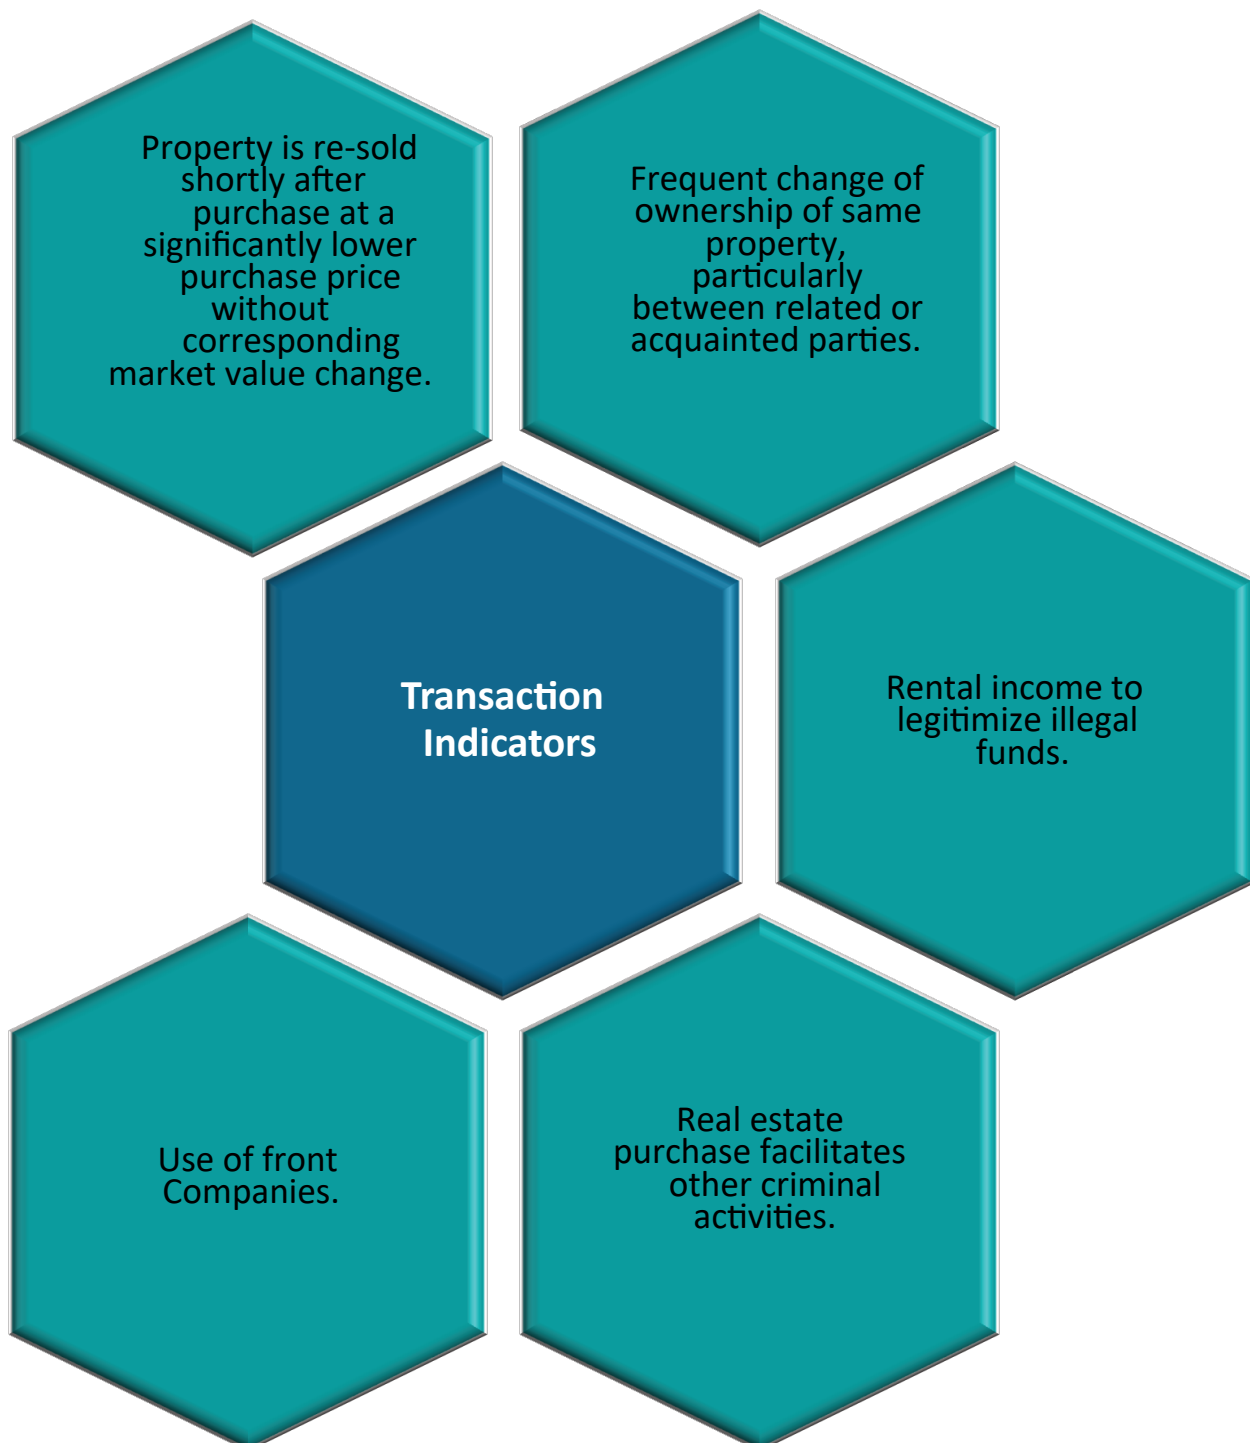 Property is re-sold
shortly after
purchase at a
significantly lower
purchase price
without
corresponding
market value change.
Frequent change of
ownership of same
property,
particularly
between related or
acquainted parties.
Transaction
Indicators
Rental income to
legitimize illegal
funds.
Use of front
Companies.
Real estate
purchase facilitates
other criminal
activities.